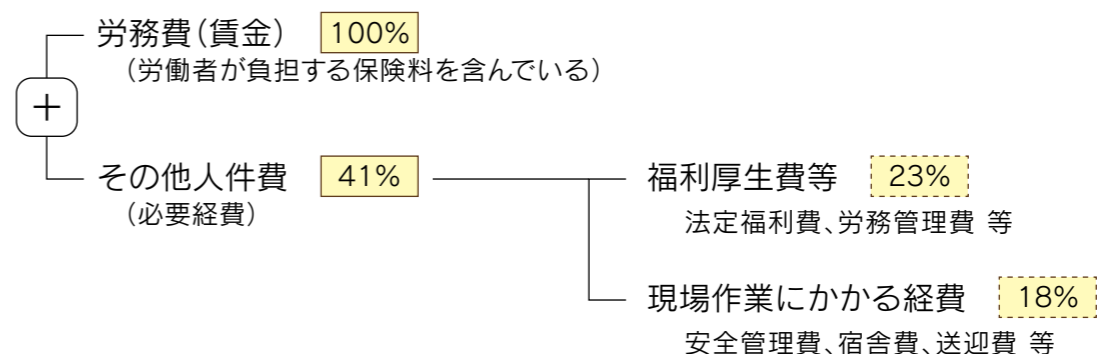 労務費(賃金) 100%
(労働者が負担する保険料を含んでいる)
+
その他人件費 41%
(必要経費)
福利厚生費等 23%
法定福利費、労務管理費 等
現場作業にかかる経費 18%
安全管理費、宿舎費、送迎費 等